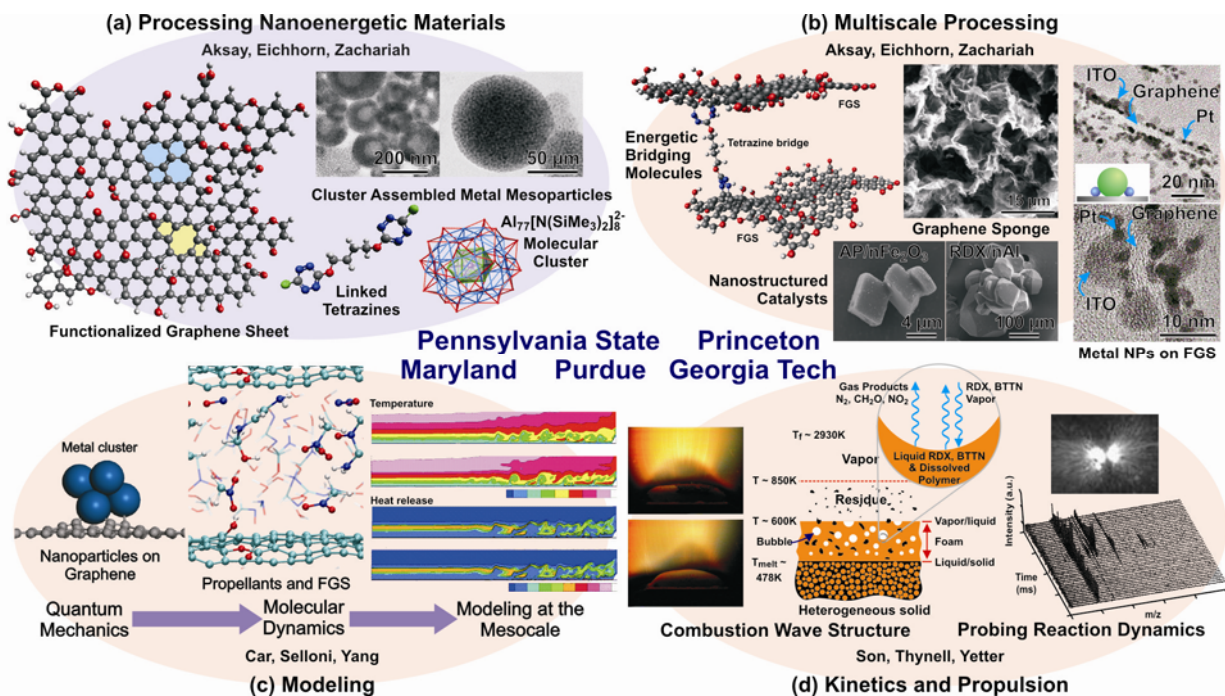 (a) Processing Nanoenergetic Materials
Aksay, Eichhorn, Zachariah
200 nm
50 µm
Cluster Assembled Metal Mesoparticles
Al77[N(SiMe3)2]8 2-
Molecular
Cluster
Linked
Tetrazines
Functionalized Graphene Sheet
(b) Multiscale Processing
Aksay, Eichhorn, Zachariah
FGS
Energetic
Bridging
Molecules
Tetrazine bridge
FGS
15 µm
Graphene Sponge
ITO
Graphene
Pt
20 nm
Nanostructured
Catalysts
AP/nFe2O3
4 µm
RDX/nAl
100 µm
Pt
Graphene
ITO
10 nm
Metal NPs on FGS
Pennsylvania State Princeton
Maryland Purdue Georgia Tech
Metal cluster
Nanoparticles on
Graphene
Propellants and FGS
Temperature
Heat release
Quantum
Mechanics
Molecular
Dynamics
Modeling at the
Mesocale
Car, Selloni, Yang
(c) Modeling
Gas Products
N2, CH2O, NO2
RDX, BTTN
Vapor
Tf ~ 2930K
Vapor
Liquid RDX, BTTN
& Dissolved
Polymer
T ~ 850K
Residue
T ~ 600K
Vapor/liquid
Bubble
Foam
Tmelt ~
478K
Liquid/solid
Heterogeneous solid
Combustion Wave Structure
Intensity (a.u.)
Time
(ms)
m/z
Probing Reaction Dynamics
Son, Thynell, Yetter
(d) Kinetics and Propulsion